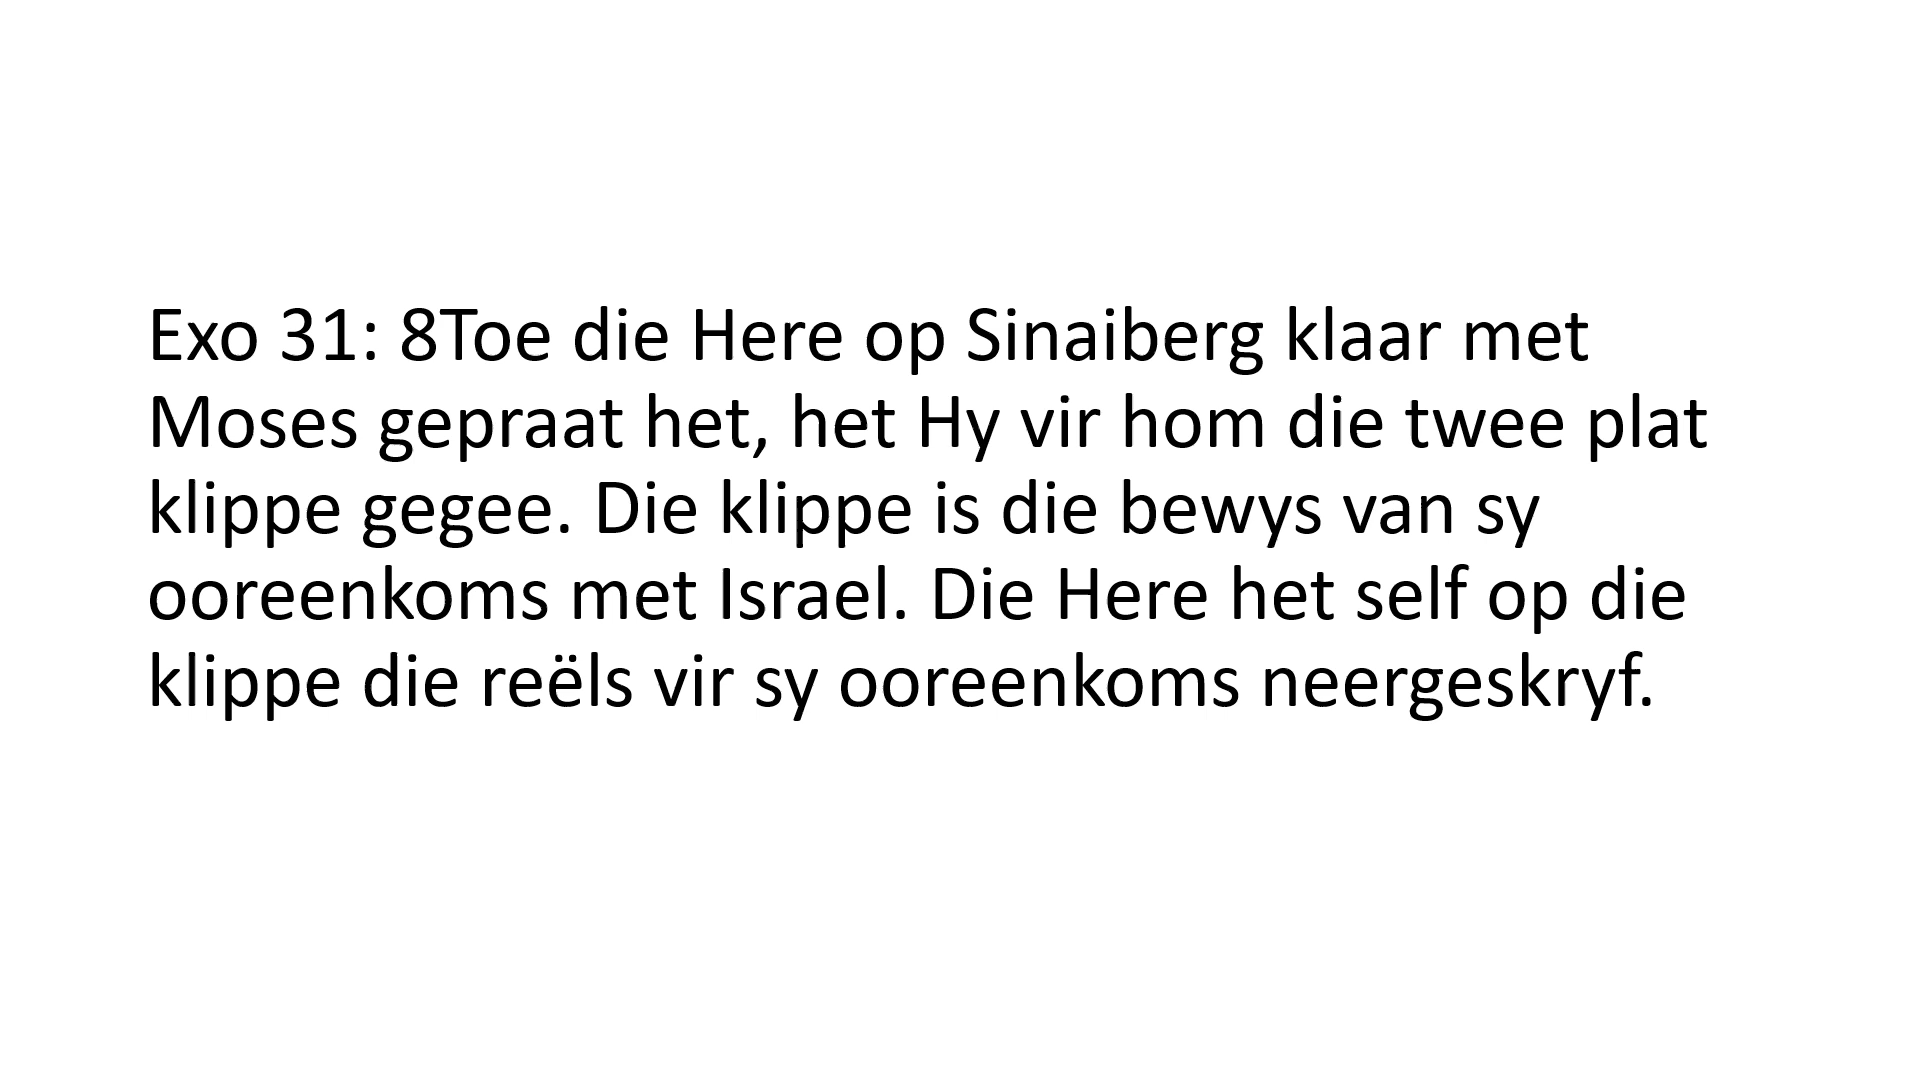 Exo 31: 8Toe die Here op Sinaiberg klaar met
Moses gepraat het, het Hy vir hom die twee plat
klippe gegee. Die klippe is die bewys van sy
ooreenkoms met Israel. Die Here het self op die
klippe die reëls vir sy ooreenkoms neergeskryf.